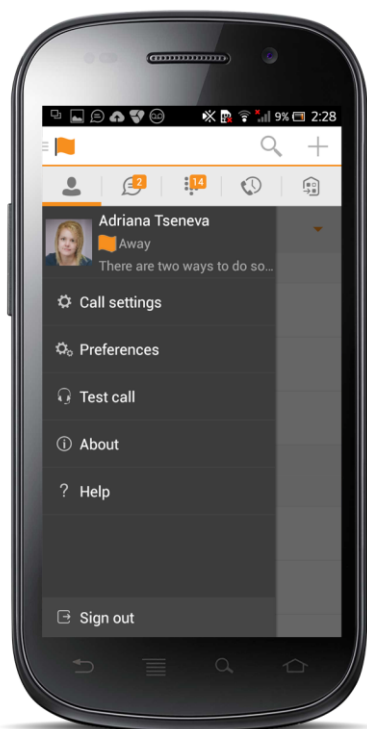 9% 2:28
2 14
Adriana Tseneva
Away
There are two ways to do so...
Call settings
Preferences
Test call
About
? Help
Sign out